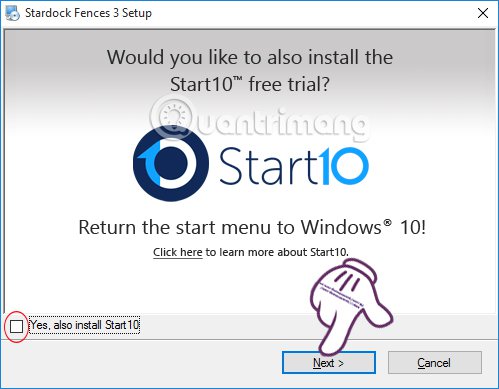 Stardock Fences 3 Setup
Would you like to also install the
Start10™ free trial?
Quantrimang
Start10
Return the start menu to Windows® 10!
Click here to learn more about Start10.
Yes, also install Start10
Next >
Cancel